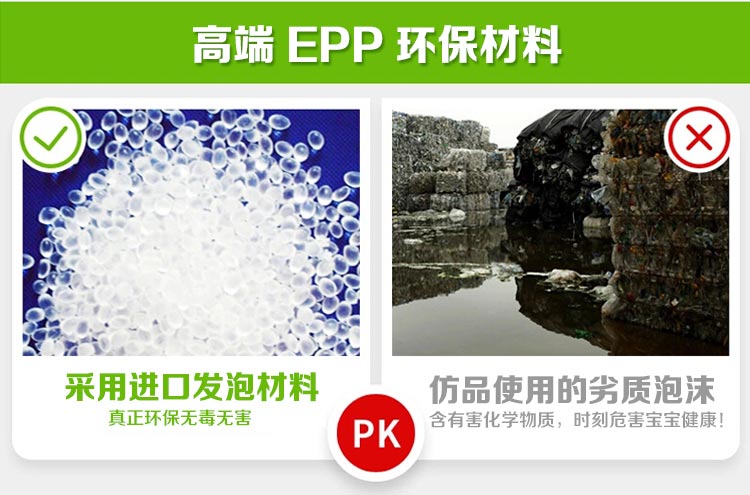 高端 EPP 环保材料
采用进口发泡材料
真正环保无毒无害
PK
仿品使用的劣质泡沫
含有害化学物质，时刻危害宝宝健康！